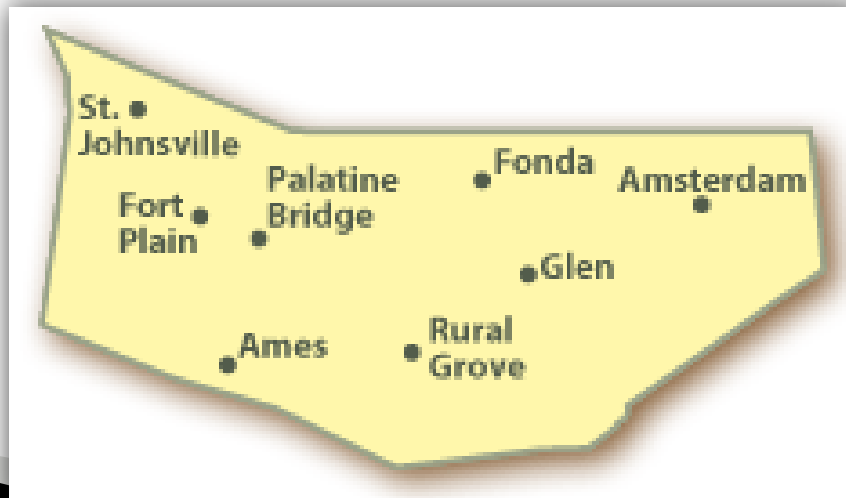 St.
Johnsville
Palatine
Bridge
Fort
Plain
Fonda
Amsterdam
Glen
Ames
Rural
Grove